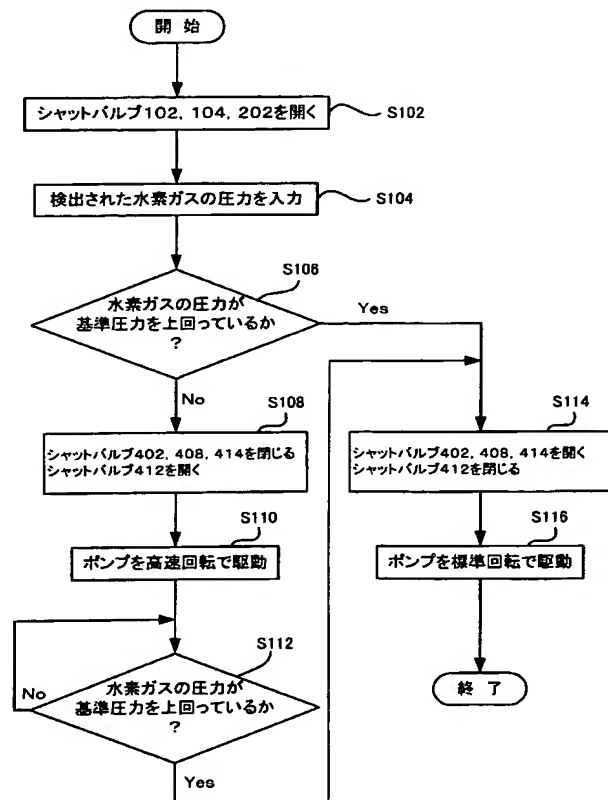 開 始
シャットバルブ102, 104, 202を開く
S102
検出された水素ガスの圧力を入力
S104
S106
水素ガスの圧力が
基準圧力を上回っているか
?
Yes
No
S108
シャットバルブ402, 408, 414を閉じる
シャットバルブ412を開く
S114
シャットバルブ402, 408, 414を開く
シャットバルブ412を閉じる
S110
ポンプを高速回転で駆動
S116
ポンプを標準回転で駆動
S112
No
水素ガスの圧力が
基準圧力を上回っているか
?
終 了
Yes